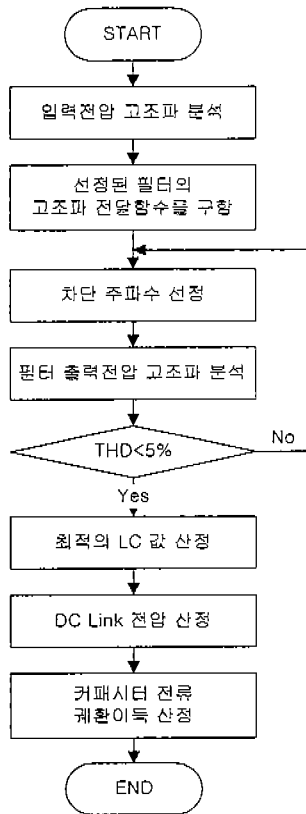 START
입력전압 고조파 분석
선정된 필터의
고조파 전달함수를 구함
차단 주파수 선정
필터 출력전압 고조파 분석
THD<5%
No
Yes
최적의 LC 값 산정
DC Link 전압 산정
커패시터 전류
궤환이득 산정
END